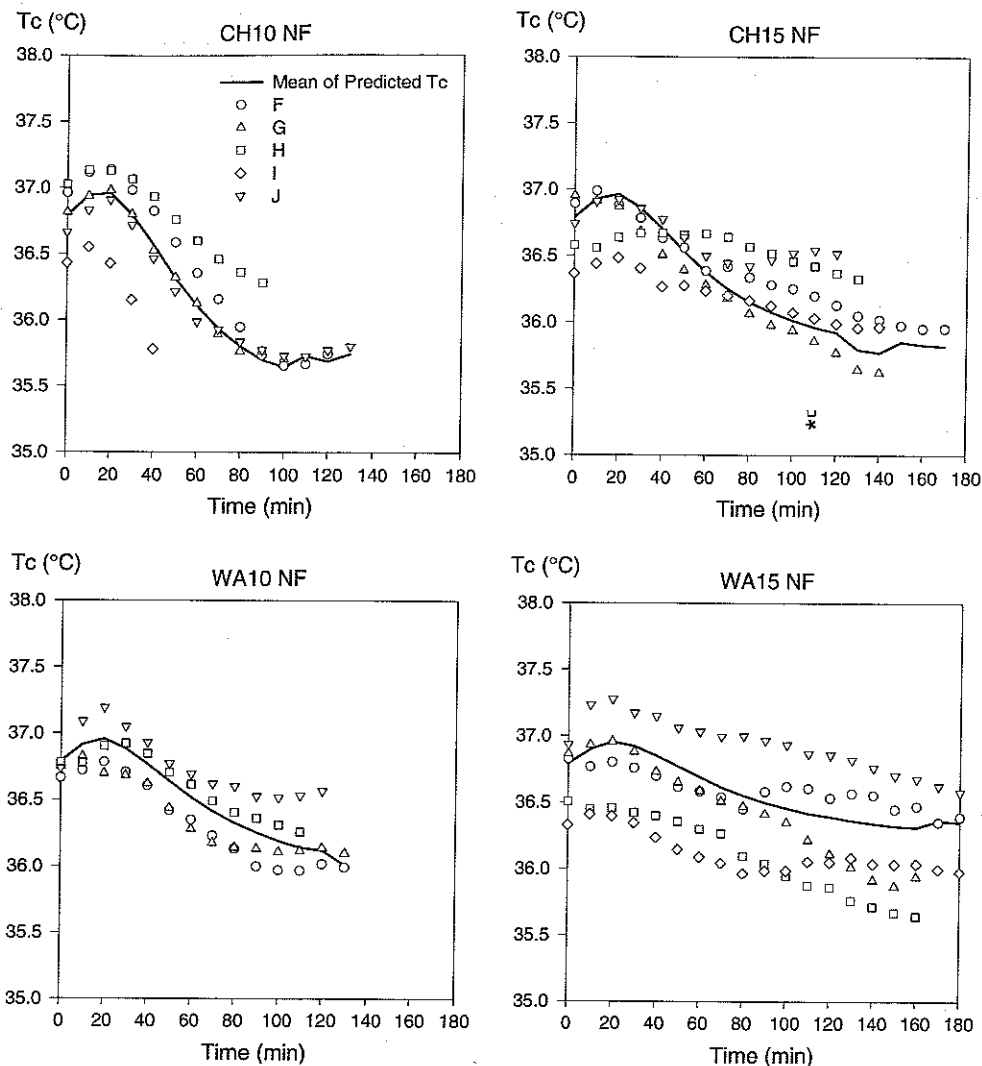 Tc (°C)
CH10 NF
38.0
37.5
37.0
36.5
36.0
35.5
35.0
0 20 40 60 80 100 120 140 160 180
Time (min)
Mean of Predicted Tc
F
G
H
I
J
Tc (°C)
CH15 NF
38.0
37.5
37.0
36.5
36.0
35.5
35.0
*
0 20 40 60 80 100 120 140 160 180
Time (min)
Tc (°C)
WA10 NF
38.0
37.5
37.0
36.5
36.0
35.5
35.0
0 20 40 60 80 100 120 140 160 180
Time (min)
Tc (°C)
WA15 NF
38.0
37.5
37.0
36.5
36.0
35.5
35.0
0 20 40 60 80 100 120 140 160 180
Time (min)